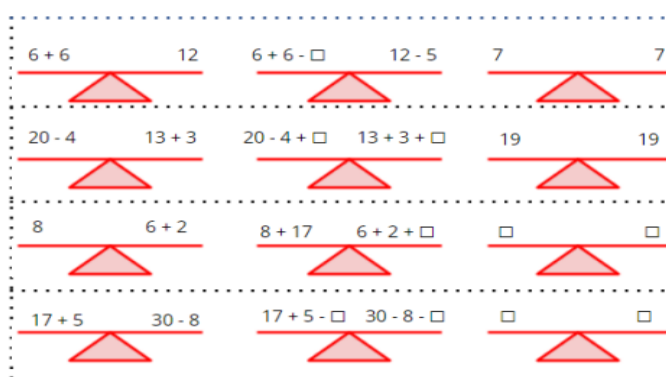 6 + 6 12 6 + 6 - □ 12 - 5 7 7
20 - 4 13 + 3 20 - 4 + □ 13 + 3 + □ 19 19
8 6 + 2 8 + 17 6 + 2 + □ □ □
17 + 5 30 - 8 17 + 5 - □ 30 - 8 - □ □ □